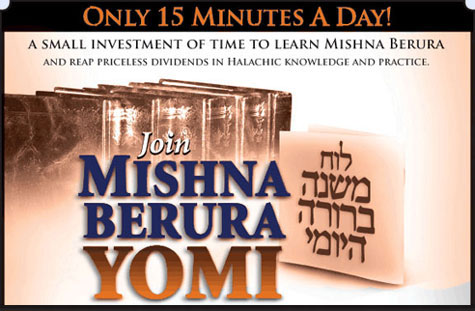 Only 15 Minutes A Day!
A small investment of time to learn Mishna Berura
and reap priceless dividends in Halachic knowledge and practice.
Join
Mishna
Berura
Yomi
לוח
משנה
ברורה
היומי